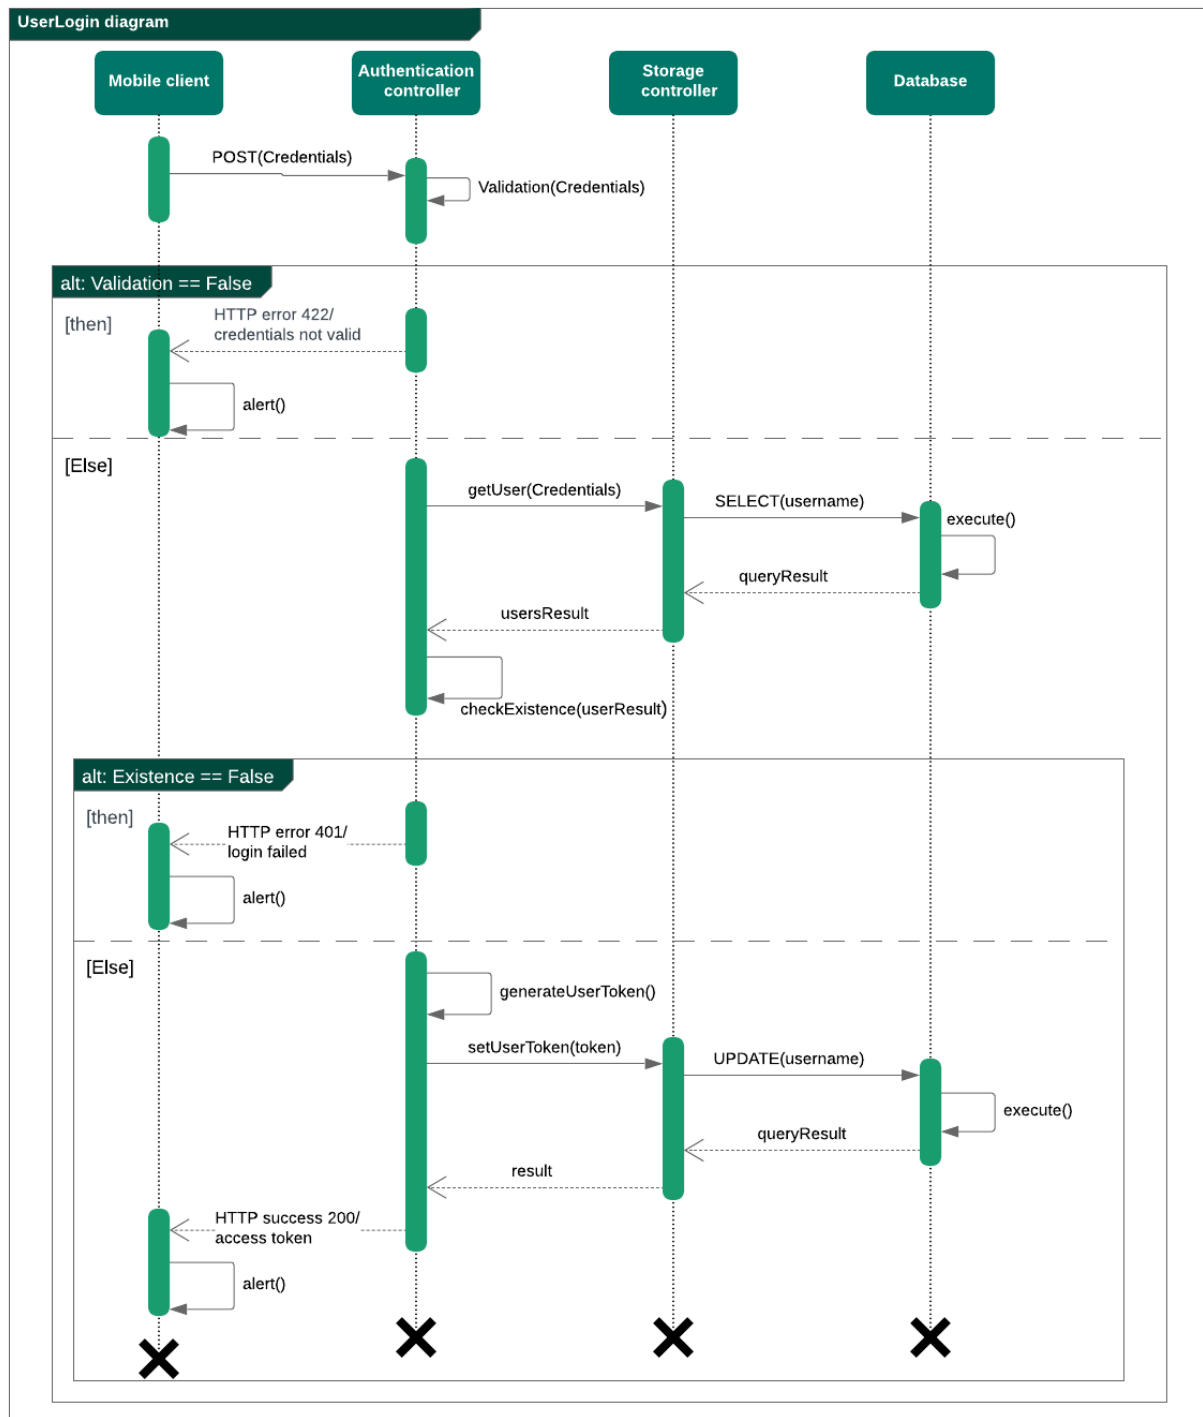 UserLogin diagram
Mobile client
Authentication
controller
Storage
controller
Database
POST(Credentials)
Validation(Credentials)
alt: Validation == False
[then]
HTTP error 422/
credentials not valid
alert()
[Else]
getUser(Credentials)
SELECT(username)
execute()
queryResult
usersResult
checkExistence(userResult)
alt: Existence == False
[then]
HTTP error 401/
login failed
alert()
[Else]
generateUserToken()
setUserToken(token)
UPDATE(username)
execute()
queryResult
result
HTTP success 200/
access token
alert()